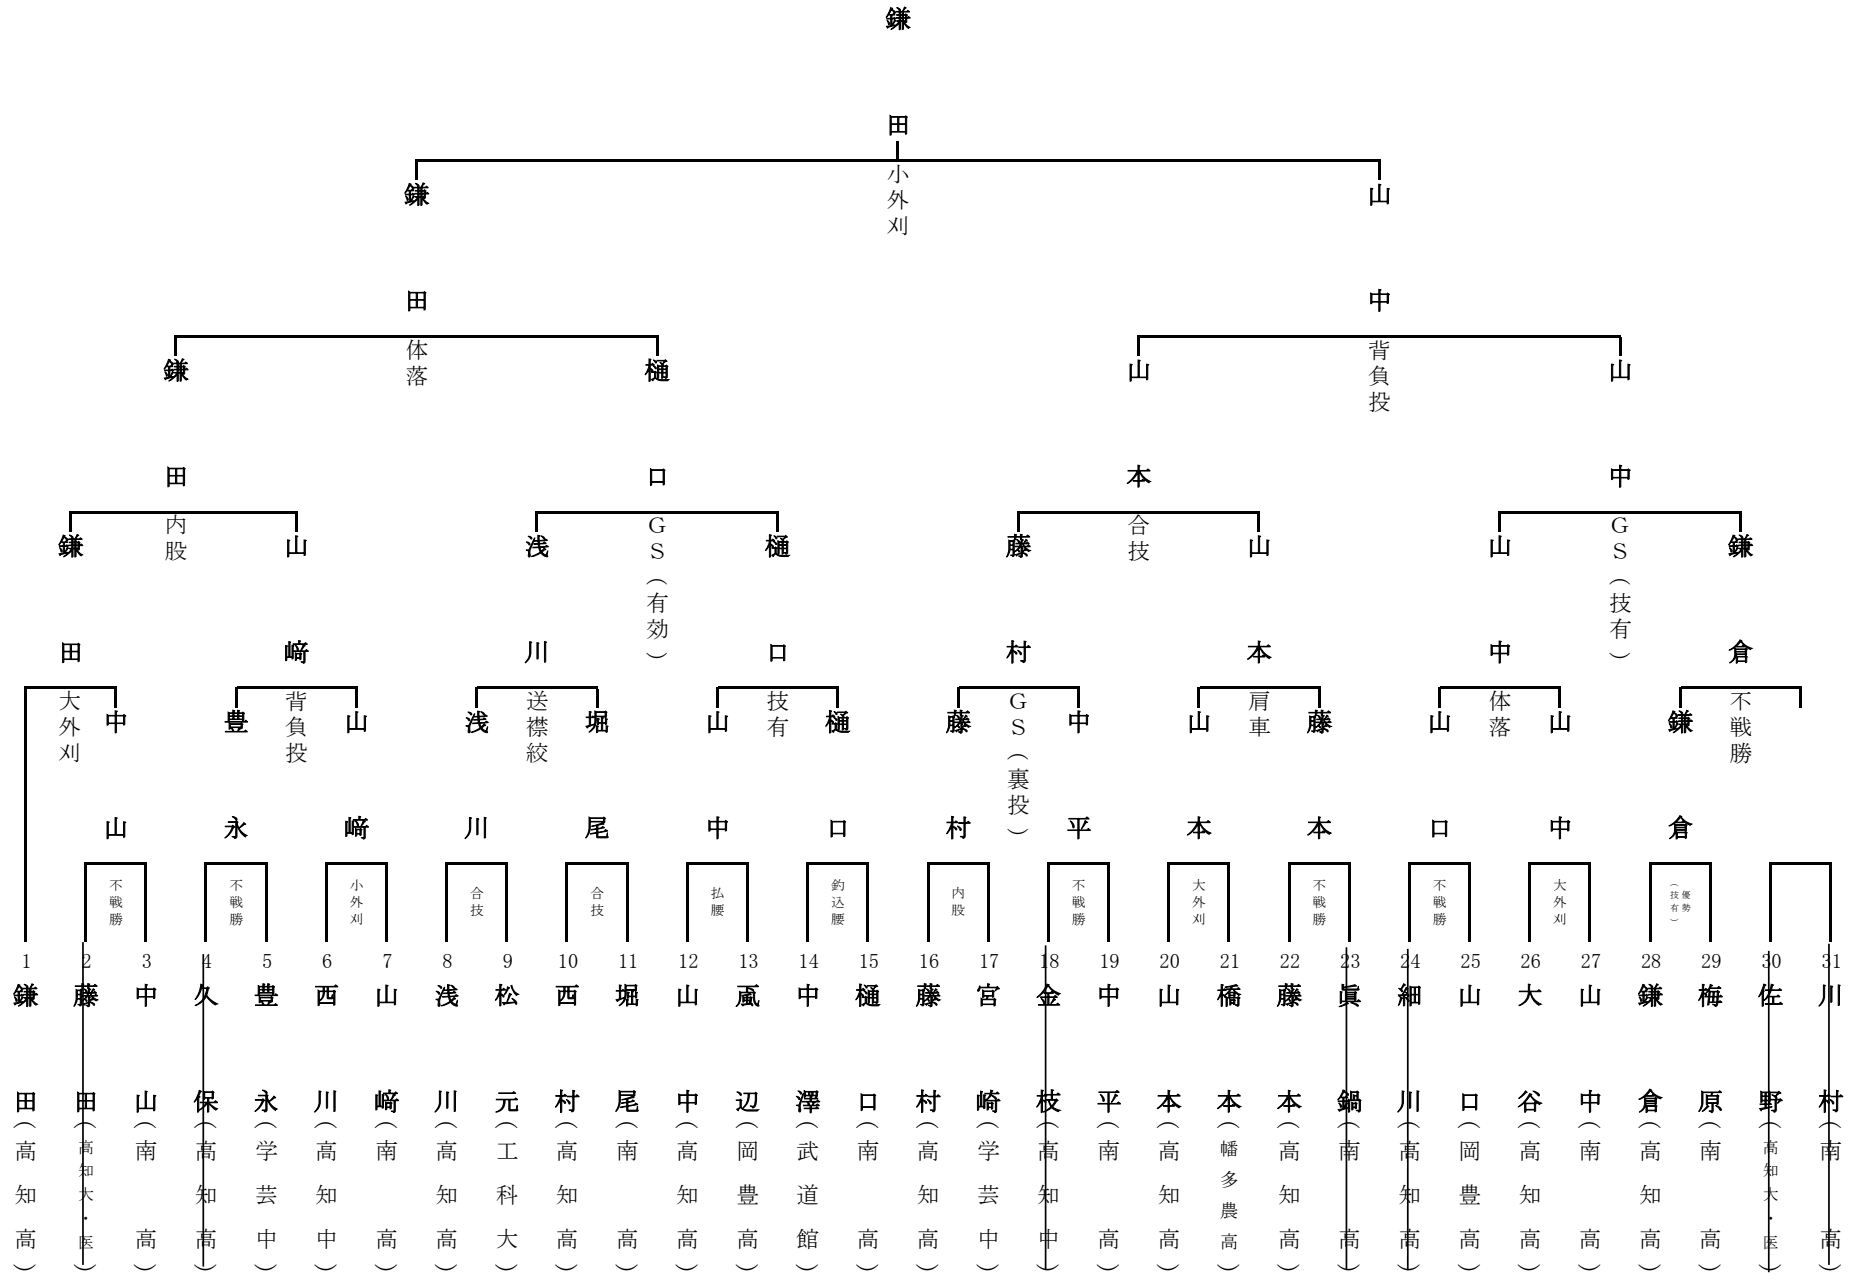 鎌田
小外刈
鎌田
山中
体落
背負投
鎌田
樋口
山本
山中
内股
GS（有効）
合技
GS（技有）
鎌田
山﨑
浅川
樋口
藤村
山本
山中
鎌倉
大外刈
背負投
送襟絞
技有
GS（裏投）
肩車
体落
不戦勝
中山
豊永
山﨑
浅川
堀尾
山中
樋口
藤村
中平
山本
藤本
山口
山中
鎌倉
不戦勝
不戦勝
小外刈
合技
合技
払腰
釣込腰
内股
不戦勝
大外刈
不戦勝
不戦勝
大外刈
優勢（技有）
1 鎌田（高知高）
2 藤田（高知大・医）
3 中山（南高）
4 久保（高知高）
5 豊永（学芸中）
6 西川（高知中）
7 山﨑（南高）
8 浅川（高知高）
9 松元（工科大）
10 西村（高知高）
11 堀尾（南高）
12 山中（高知高）
13 颪辺（岡豊高）
14 中澤（武道館）
15 樋口（南高）
16 藤村（高知高）
17 宮崎（学芸中）
18 金枝（高知中）
19 中平（南高）
20 山本（高知高）
21 橋本（幡多農高）
22 藤本（高知高）
23 眞鍋（南高）
24 細川（高知高）
25 山口（岡豊高）
26 大谷（高知高）
27 山中（南高）
28 鎌倉（高知高）
29 梅原（南高）
30 佐野（高知大・医）
31 川村（南高）